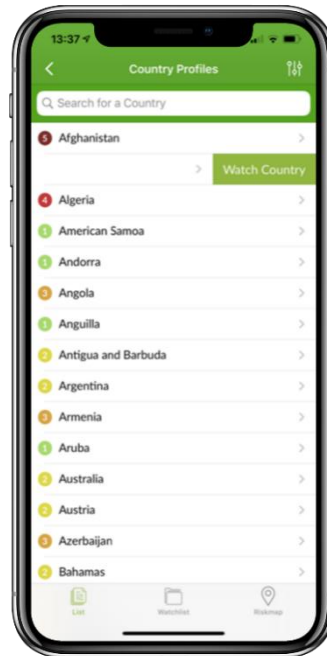 13:37
Country Profiles
Search for a Country
5 Afghanistan
Watch Country
4 Algeria
1 American Samoa
1 Andorra
3 Angola
1 Anguilla
2 Antigua and Barbuda
2 Argentina
3 Armenia
1 Aruba
2 Australia
2 Austria
3 Azerbaijan
2 Bahamas
List Watchlist Riskmap